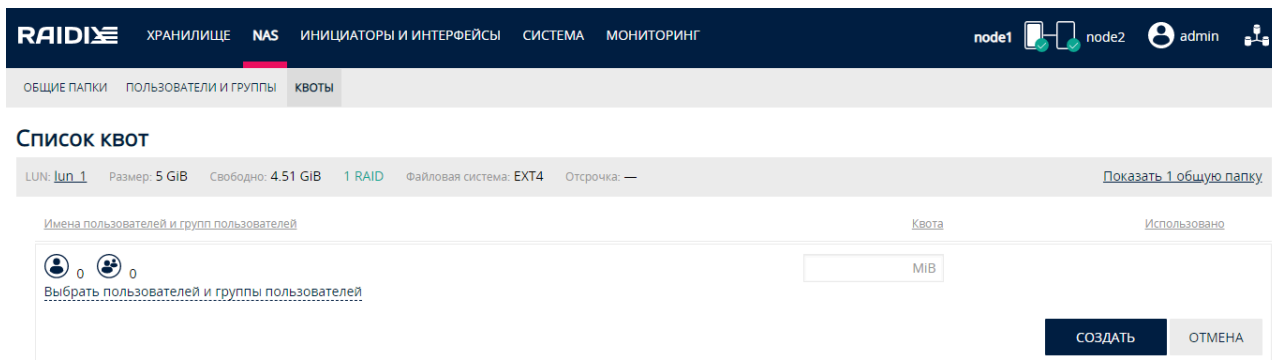 RAIDIX ХРАНИЛИЩЕ NAS ИНИЦИАТОРЫ И ИНТЕРФЕЙСЫ СИСТЕМА МОНИТОРИНГ node1 node2 admin
ОБЩИЕ ПАПКИ ПОЛЬЗОВАТЕЛИ И ГРУППЫ КВОТЫ
Список квот
LUN: lun_1 Размер: 5 GiB Свободно: 4.51 GiB 1 RAID Файловая система: EXT4 Отсрочка: — Показать 1 общую папку
Имена пользователей и групп пользователей Квота Использовано
0 0 MiB
Выбрать пользователей и группы пользователей
СОЗДАТЬ ОТМЕНА